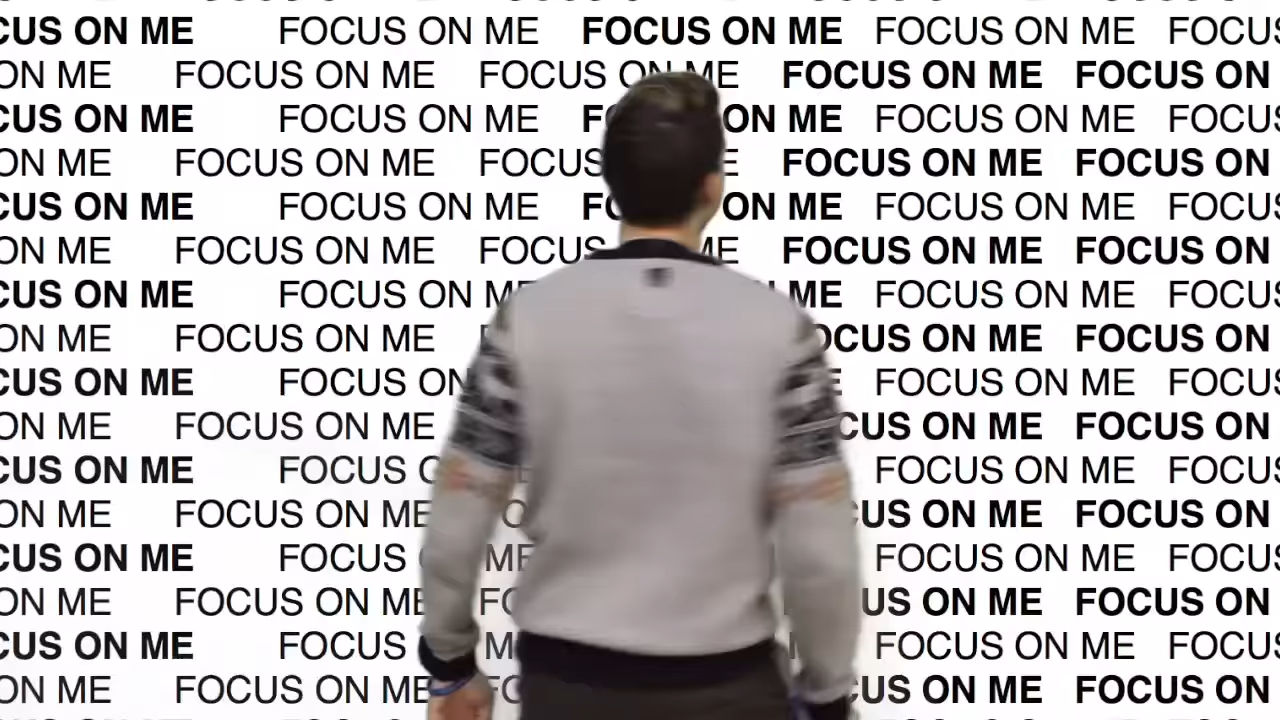 CUS ON ME FOCUS ON ME FOCUS ON ME FOCUS ON ME FOCUS
ON ME FOCUS ON ME FOCUS ON ME FOCUS ON ME FOCUS ON
CUS ON ME FOCUS ON ME ON ME FOCUS ON ME FOCUS
ON ME FOCUS ON ME FOCUS FOCUS ON ME FOCUS ON
CUS ON ME FOCUS ON ME ON ME FOCUS ON ME FOCUS
ON ME FOCUS ON ME FOCUS ME FOCUS ON ME FOCUS ON
CUS ON ME FOCUS ON ME ME FOCUS ON ME FOCUS
ON ME FOCUS ON ME OCUS ON ME FOCUS ON
CUS ON ME FOCUS ON FOCUS ON ME FOCUS
ON ME FOCUS ON ME CUS ON ME FOCUS ON
CUS ON ME FOCUS FOCUS ON ME FOCUS
ON ME FOCUS ON ME US ON ME FOCUS ON
CUS ON ME FOCUS ME FOCUS ON ME FOCUS
ON ME FOCUS ON ME US ON ME FOCUS ON
CUS ON ME FOCUS FOCUS ON ME FOCUS
ON ME FOCUS ON ME CUS ON ME FOCUS ON